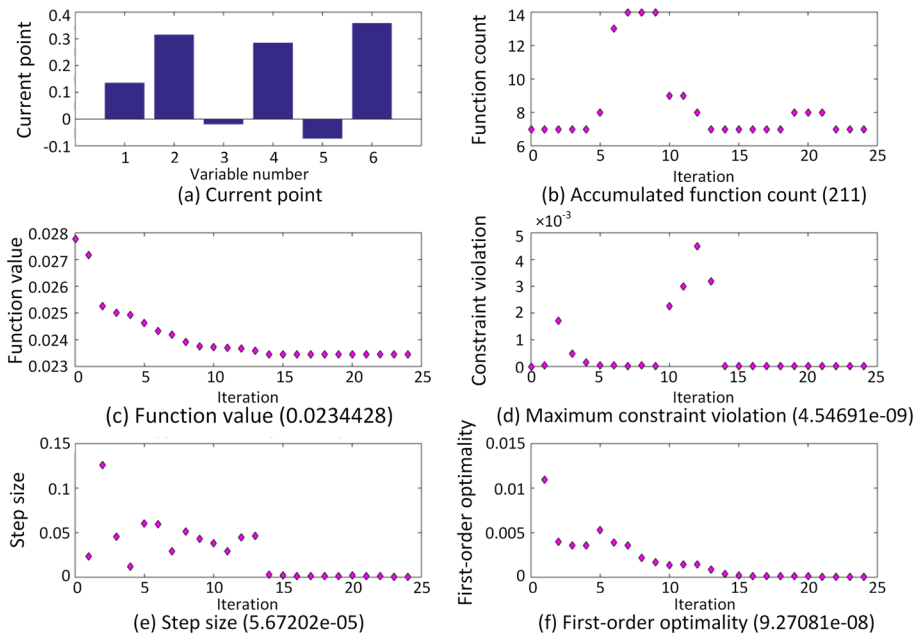 0.4
0.3
0.2
0.1
0
-0.1
Current point
1 2 3 4 5 6
Variable number
(a) Current point
14
12
10
8
6
Function count
0 5 10 15 20 25
Iteration
(b) Accumulated function count (211)
0.028
0.027
0.026
0.025
0.024
0.023
Function value
0 5 10 15 20 25
Iteration
(c) Function value (0.0234428)
×10-3
5
4
3
2
1
0
Constraint violation
0 5 10 15 20 25
Iteration
(d) Maximum constraint violation (4.54691e-09)
0.15
0.1
0.05
0
Step size
0 5 10 15 20 25
Iteration
(e) Step size (5.67202e-05)
0.015
0.01
0.005
0
First-order optimality
0 5 10 15 20 25
Iteration
(f) First-order optimality (9.27081e-08)